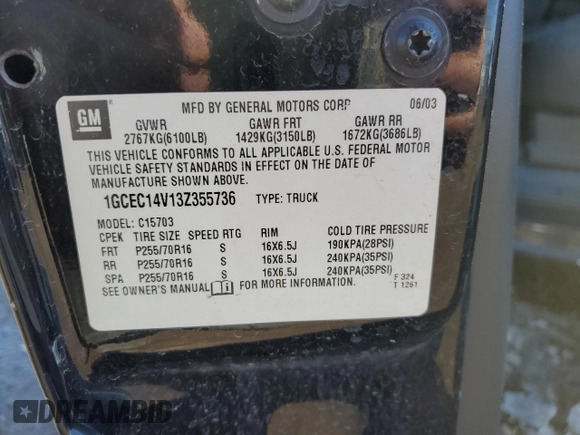 GM
MFD BY GENERAL MOTORS CORP 06/03
GVWR GAWR FRT GAWR RR
2767KG(6100LB) 1429KG(3150LB) 1672KG(3686LB)
THIS VEHICLE CONFORMS TO ALL APPLICABLE U.S. FEDERAL MOTOR
VEHICLE SAFETY STANDARDS IN EFFECT ON THE DATE OF
MANUFACTURE SHOWN ABOVE.
1GCEC14V13Z355736 TYPE: TRUCK
MODEL: C15703
CPEK TIRE SIZE SPEED RTG RIM COLD TIRE PRESSURE
FRT P255/70R16 S 16X6.5J 190KPA(28PSI)
RR P255/70R16 S 16X6.5J 240KPA(35PSI)
SPA P255/70R16 S 16X6.5J 240KPA(35PSI)
SEE OWNER'S MANUAL FOR MORE INFORMATION.
F 324
T 1261
DREAMBID